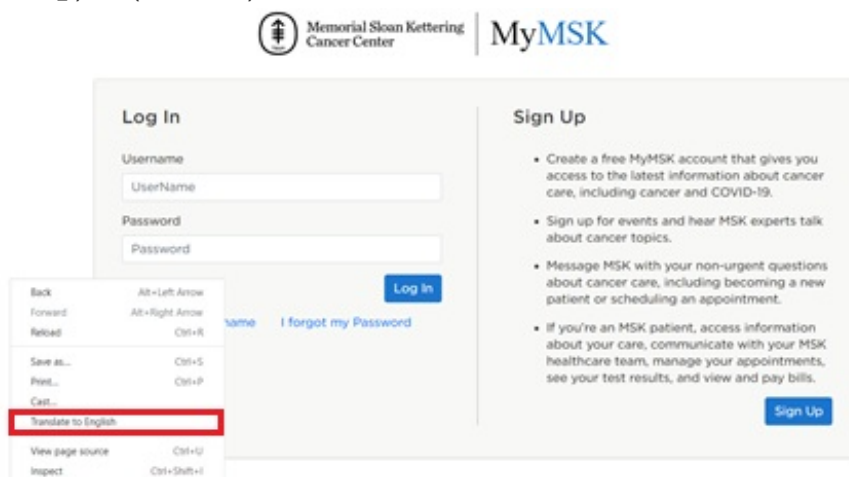 Memorial Sloan Kettering
Cancer Center
MyMSK
Log In
Username
UserName
Password
Password
Log In
name I forgot my Password
Sign Up
• Create a free MyMSK account that gives you
access to the latest information about cancer
care, including cancer and COVID-19.
• Sign up for events and hear MSK experts talk
about cancer topics.
• Message MSK with your non-urgent questions
about cancer care, including becoming a new
patient or scheduling an appointment.
• If you're an MSK patient, access information
about your care, communicate with your MSK
healthcare team, manage your appointments,
see your test results, and view and pay bills.
Sign Up
Back Alt+Left Arrow
Forward Alt+Right Arrow
Reload Ctrl+R
Save as... Ctrl+S
Print... Ctrl+P
Cast...
Translate to English
View page source Ctrl+U
Inspect Ctrl+Shift+I